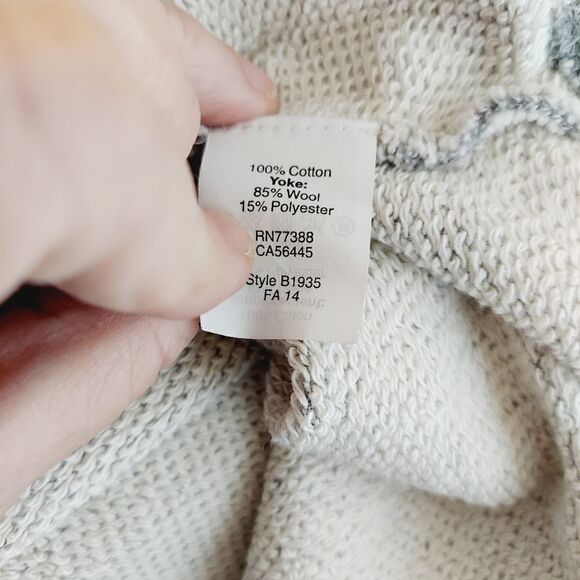 100% Cotton
Yoke:
85% Wool
15% Polyester
RN77388
CA56445
Style B1935
FA 14